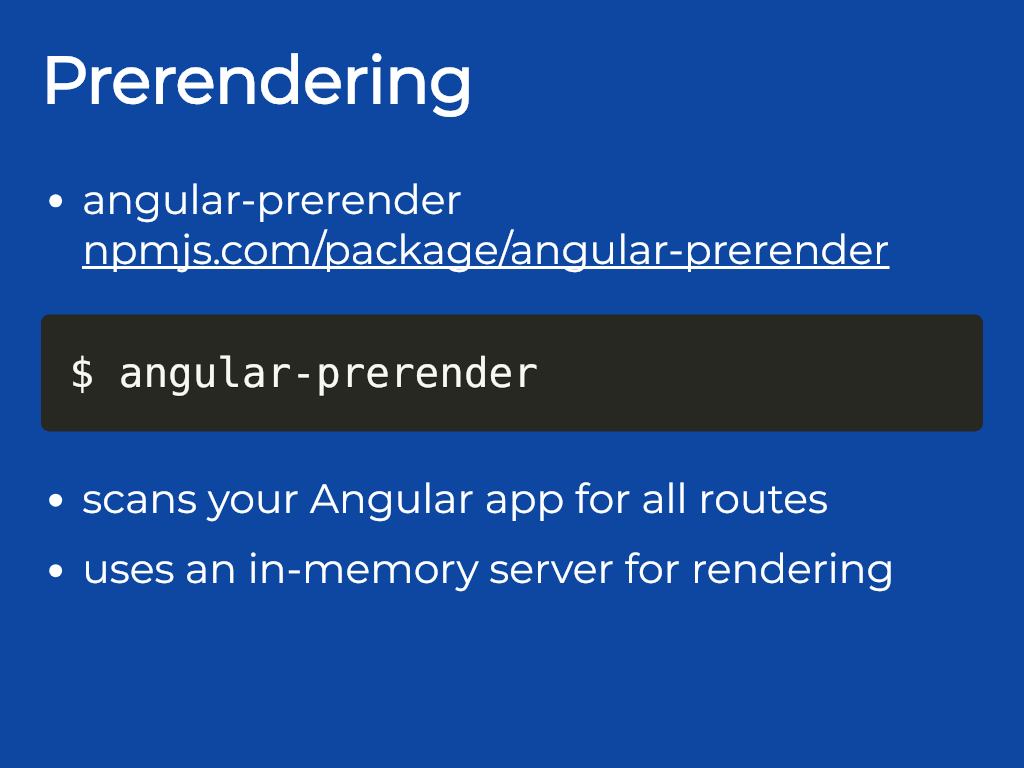 Prerendering
• angular-prerender
npmjs.com/package/angular-prerender
$ angular-prerender
• scans your Angular app for all routes
• uses an in-memory server for rendering